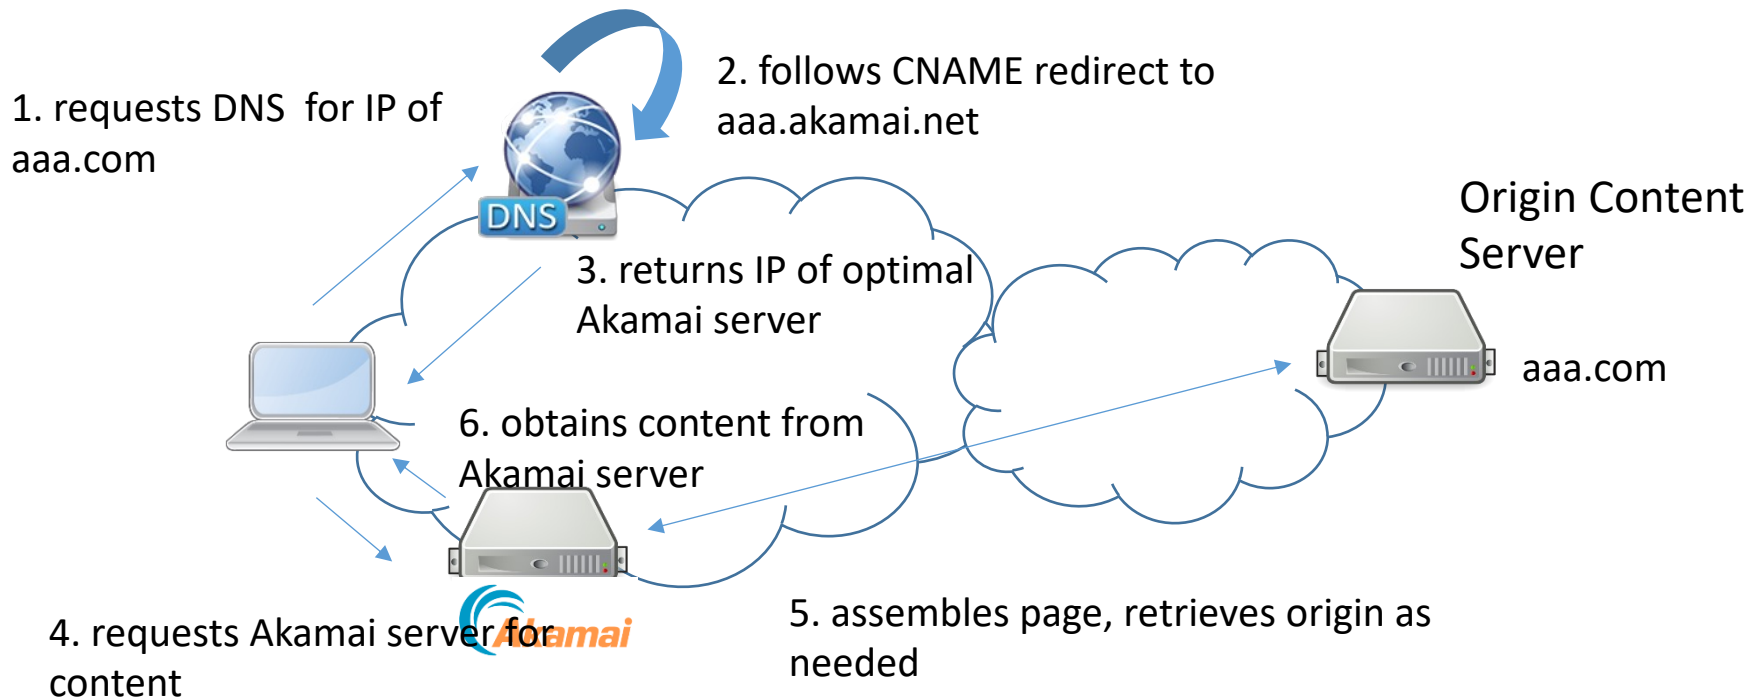 1. requests DNS  for IP of
aaa.com
2. follows CNAME redirect to
aaa.akamai.net
DNS
3. returns IP of optimal
Akamai server
Origin Content
Server
aaa.com
6. obtains content from
Akamai server
4. requests Akamai server for
content
Akamai
5. assembles page, retrieves origin as
needed